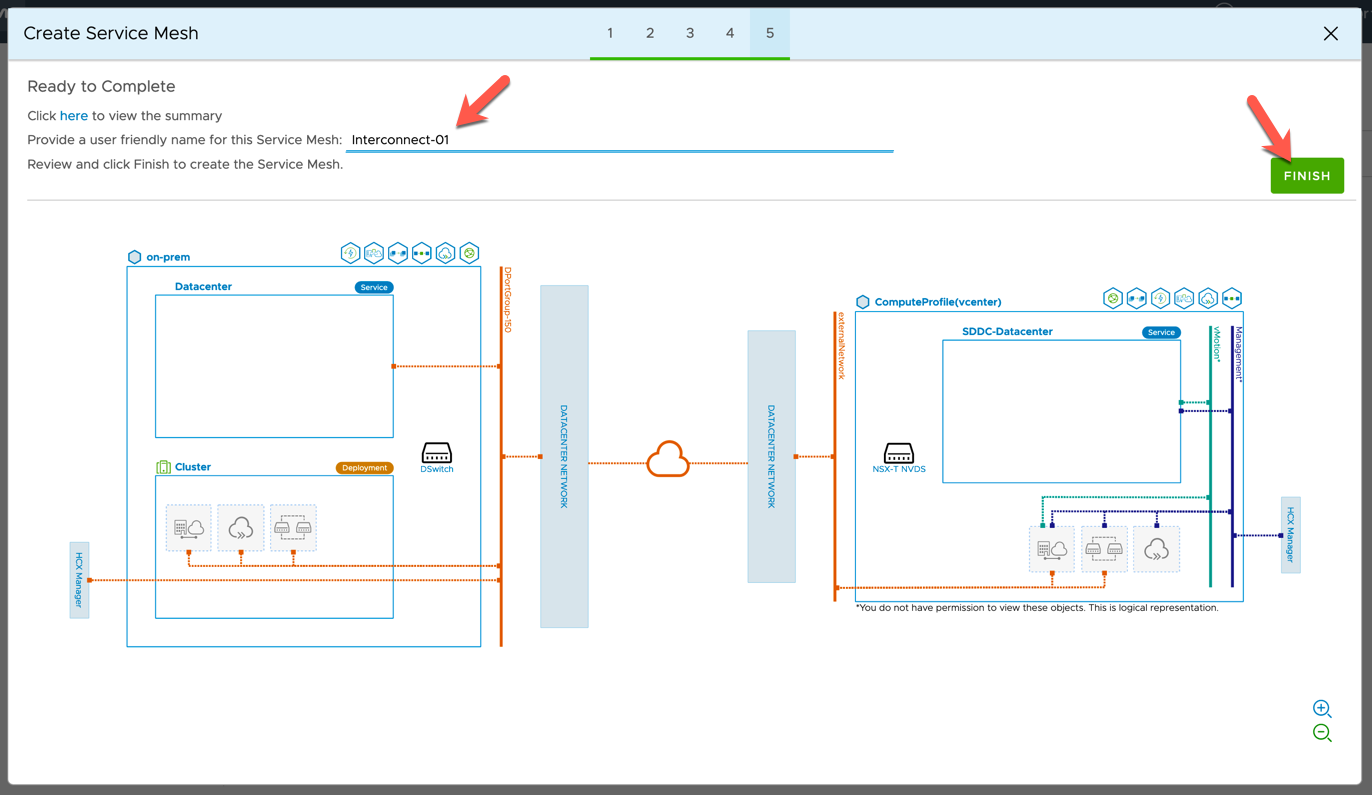 Create Service Mesh
1 2 3 4 5
Ready to Complete
Click here to view the summary
Provide a user friendly name for this Service Mesh: Interconnect-01
Review and click Finish to create the Service Mesh.
FINISH
on-prem
Datacenter
Service
DPortGroup-150
DATACENTER NETWORK
Cluster
Deployment
DSwitch
HCX Manager
DATACENTER NETWORK
externalNetwork
ComputeProfile(vcenter)
SDDC-Datacenter
Service
vMotion*
Management*
NSX-T NVDS
HCX Manager
*You do not have permission to view these objects. This is logical representation.